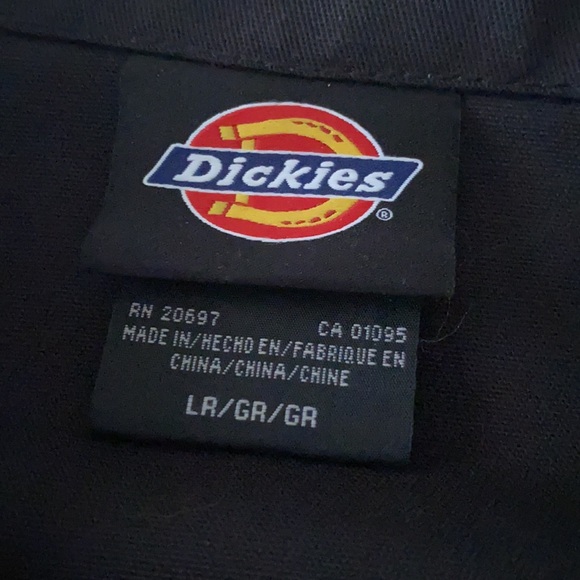 Dickies
®
RN 20697 CA 01095
MADE IN/HECHO EN/FABRIQUE EN
CHINA/CHINA/CHINE
LR/GR/GR